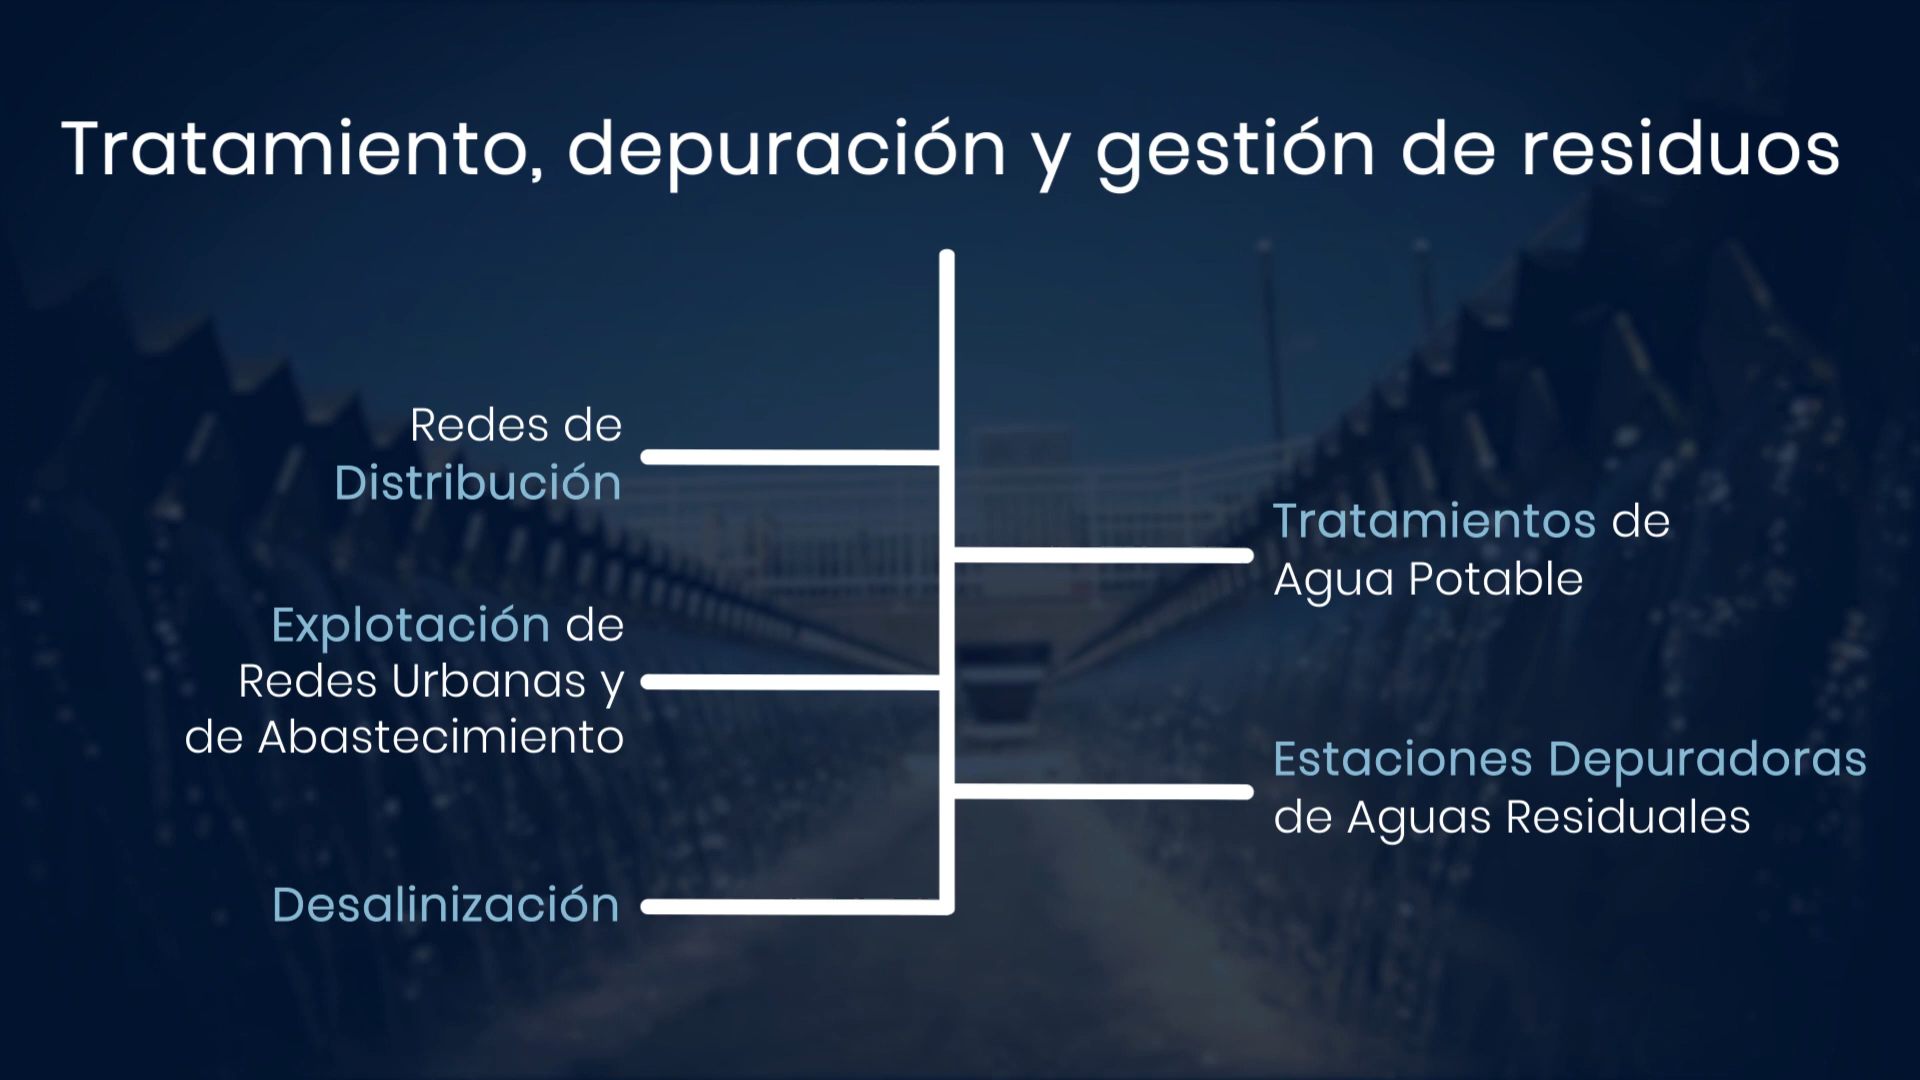 Tratamiento, depuración y gestión de residuos
Redes de
Distribución
Tratamientos de
Agua Potable
Explotación de
Redes Urbanas y
de Abastecimiento
Estaciones Depuradoras
de Aguas Residuales
Desalinización